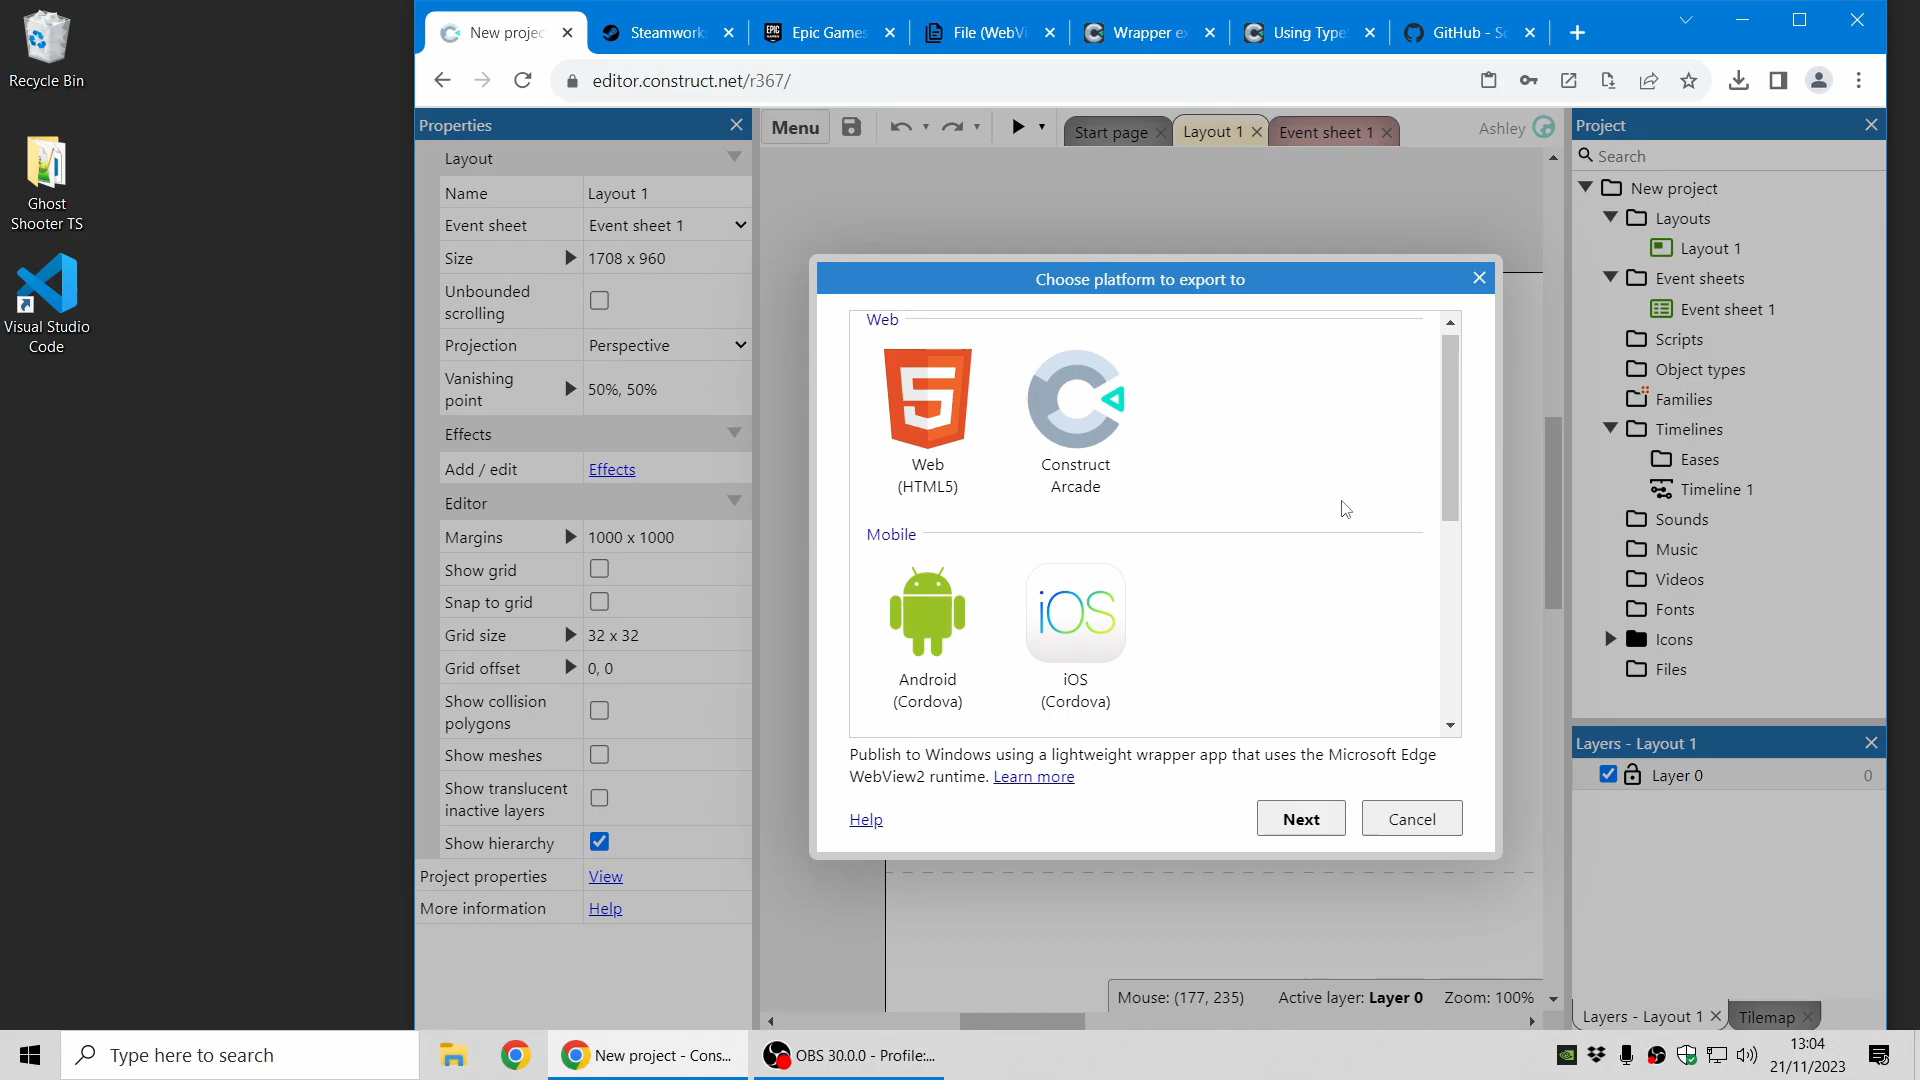 Recycle Bin
Ghost
Shooter TS
Visual Studio
Code
New projec
Steamwork
Epic Games
File (WebVi
Wrapper e
Using Type
GitHub - Sc
editor.construct.net/r367/
Properties
Layout
Name
Layout 1
Event sheet
Event sheet 1
Size
1708 x 960
Unbounded
scrolling
Projection
Perspective
Vanishing
point
50%, 50%
Effects
Add / edit
Effects
Editor
Margins
1000 x 1000
Show grid
Snap to grid
Grid size
32 x 32
Grid offset
0, 0
Show collision
polygons
Show meshes
Show translucent
inactive layers
Show hierarchy
Project properties
View
More information
Help
Menu
Start page
Layout 1
Event sheet 1
Ashley
Choose platform to export to
Web
Web
(HTML5)
Construct
Arcade
Mobile
Android
(Cordova)
iOS
iOS
(Cordova)
Publish to Windows using a lightweight wrapper app that uses the Microsoft Edge
WebView2 runtime. Learn more
Help
Next
Cancel
Mouse: (177, 235)
Active layer: Layer 0
Zoom: 100%
Project
Search
New project
Layouts
Layout 1
Event sheets
Event sheet 1
Scripts
Object types
Families
Timelines
Eases
Timeline 1
Sounds
Music
Videos
Fonts
Icons
Files
Layers - Layout 1
Layer 0
0
Layers - Layout 1
Tilemap
Type here to search
New project - Cons...
OBS 30.0.0 - Profile:...
13:04
21/11/2023